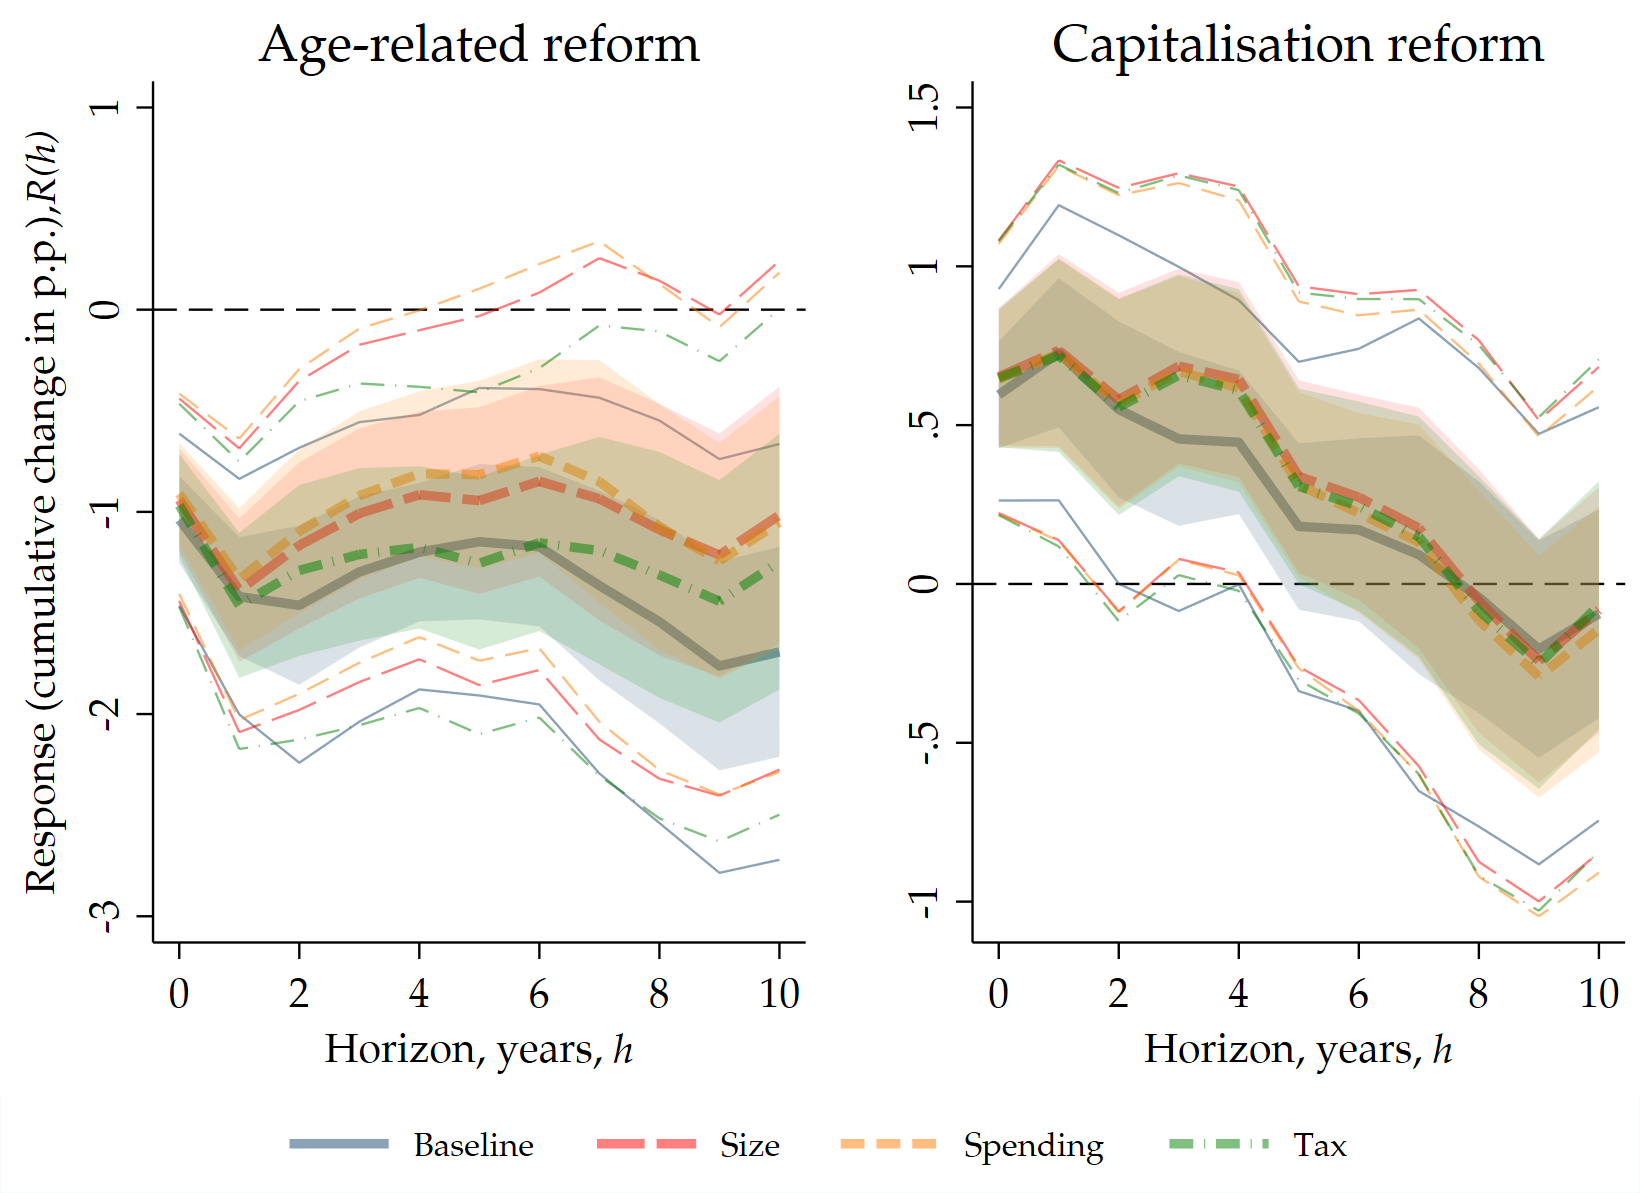 Age-related reform
Capitalisation reform
Response (cumulative change in p.p.),R(h)
1
0
-1
-2
-3
1.5
1
.5
0
-.5
-1
0 2 4 6 8 10
0 2 4 6 8 10
Horizon, years, h
Horizon, years, h
Baseline Size Spending Tax